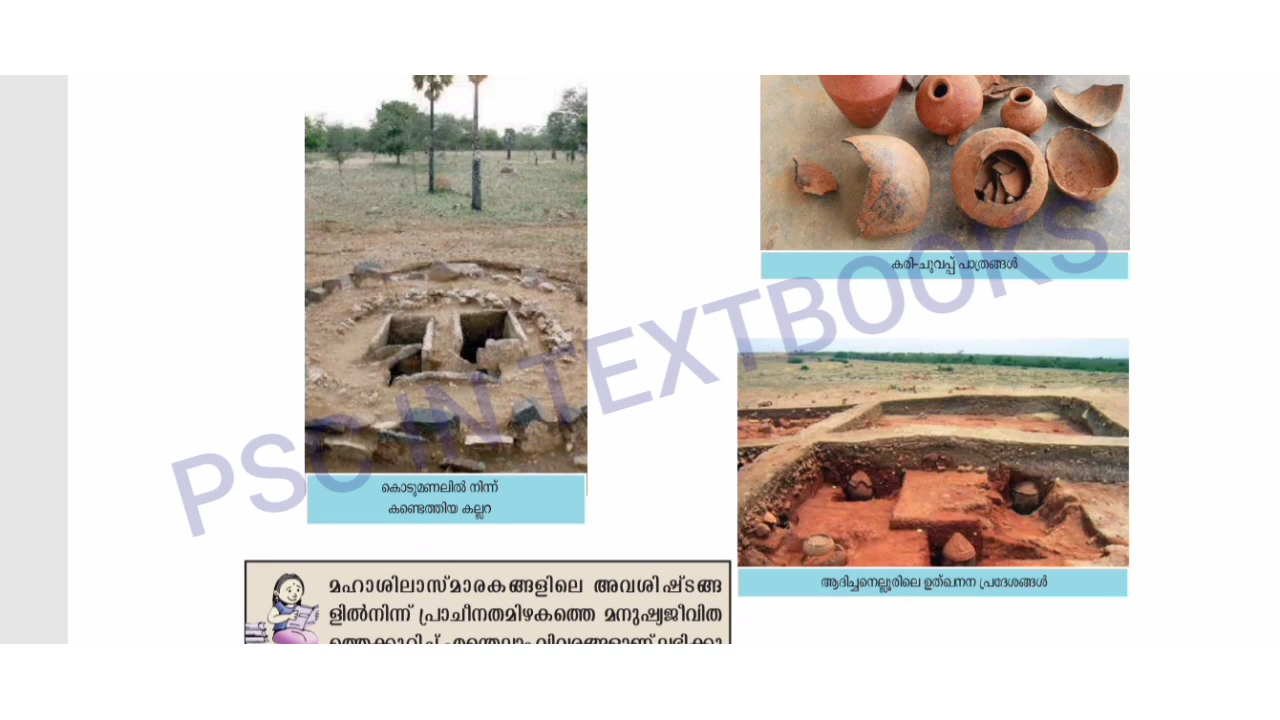 കരി-ചുവപ്പ് പാത്രങ്ങൾ
കൊടുമണലിൽ നിന്ന്
കണ്ടെത്തിയ കല്ലറ
ആദിച്ചനെല്ലൂരിലെ ഉത്ഖനന പ്രദേശങ്ങൾ
PSC IN TEXTBOOKS
മഹാശിലാസ്മാരകങ്ങളിലെ അവശിഷ്ടങ്ങ
ളിൽനിന്ന് പ്രാചീനതമിഴകത്തെ മനുഷ്യജീവിത